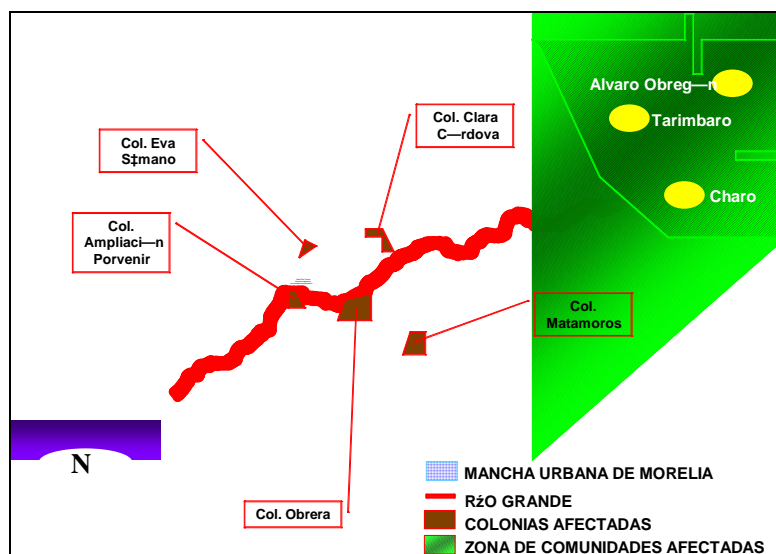 Alvaro Obreg—n
Tarimbaro
Charo
Col. Clara
C—rdova
Col. Eva
S‡mano
Col.
Ampliaci—n
Porvenir
Col.
Matamoros
N
Col. Obrera
MANCHA URBANA DE MORELIA
RźO GRANDE
COLONIAS AFECTADAS
ZONA DE COMUNIDADES AFECTADAS